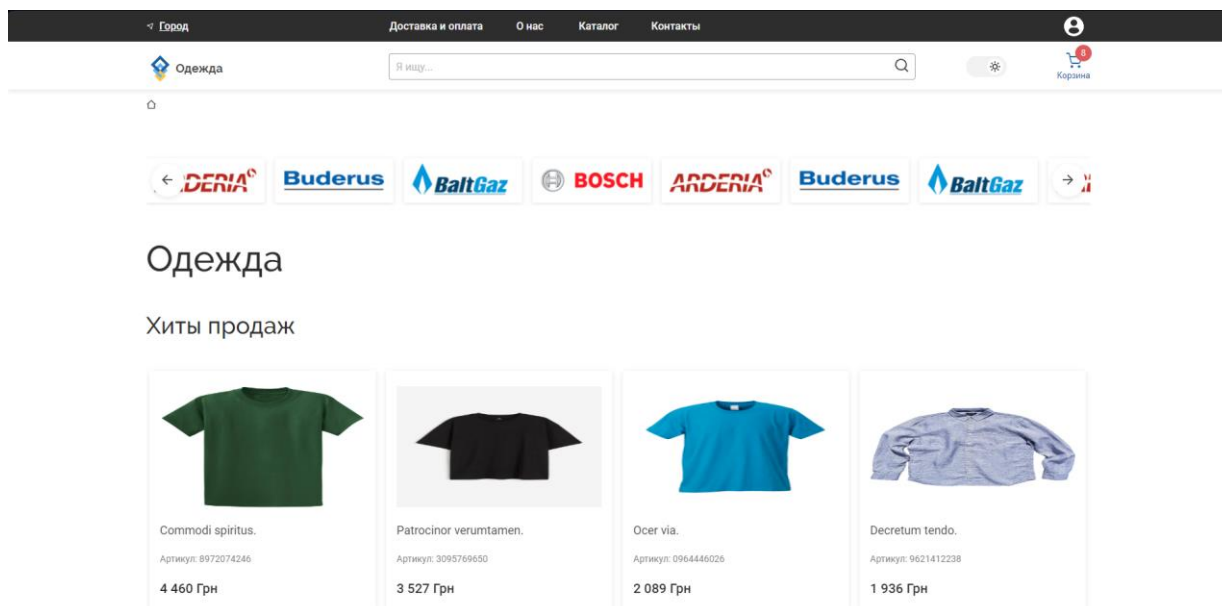 Город Доставка и оплата О нас Каталог Контакты
Одежда Я ищу... 8
Корзина
DERIA Buderus BaltGaz BOSCH ARDERIA Buderus BaltGaz
Одежда
Хиты продаж
Commodi spiritus. Patrocinor verumtamen. Ocer via. Decretum tendo.
Артикул: 8972074246 Артикул: 3095769650 Артикул: 0964446026 Артикул: 9621412238
4 460 Грн 3 527 Грн 2 089 Грн 1 936 Грн